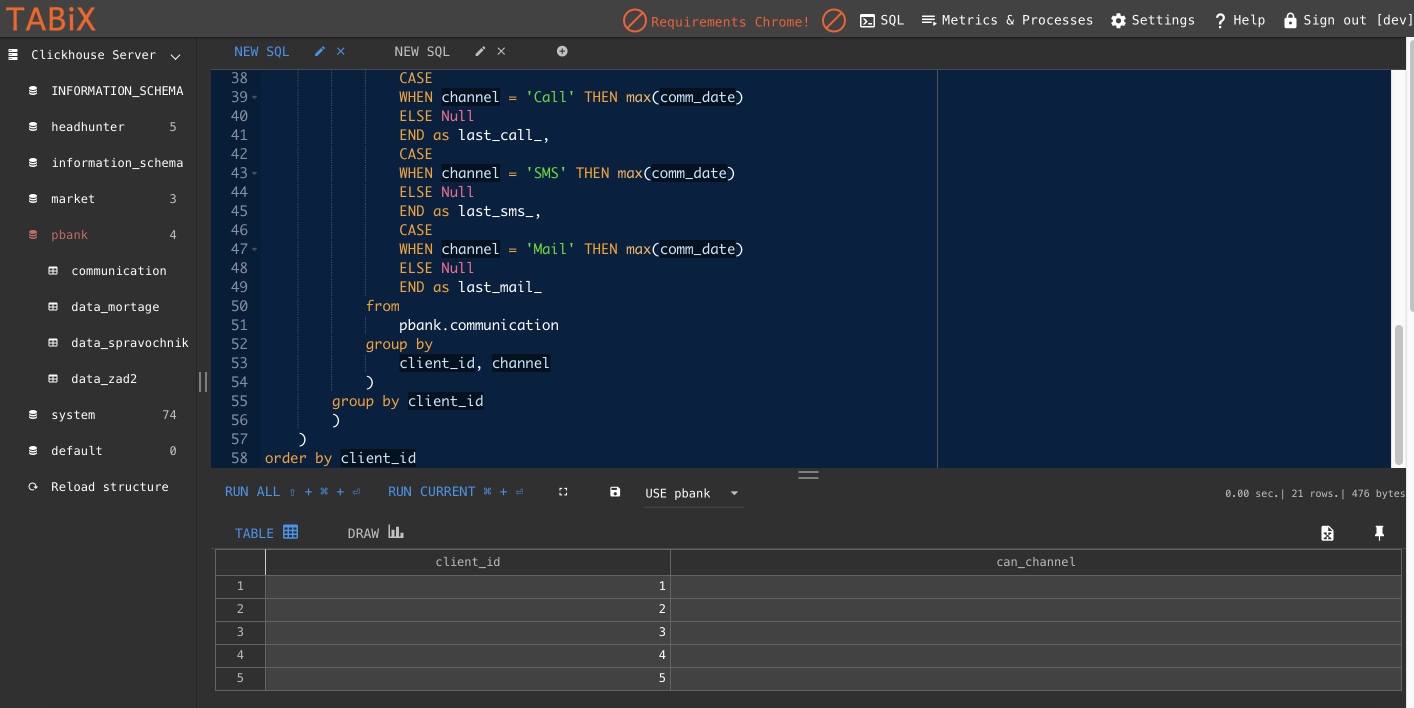 TABiX
Requirements Chrome! SQL Metrics & Processes Settings ? Help Sign out [dev]
Clickhouse Server
INFORMATION_SCHEMA
headhunter 5
information_schema
market 3
pbank 4
communication
data_mortage
data_spravochnik
data_zad2
system 74
default 0
Reload structure
NEW SQL NEW SQL
38 CASE
39 WHEN channel = 'Call' THEN max(comm_date)
40 ELSE Null
41 END as last_call_,
42 CASE
43 WHEN channel = 'SMS' THEN max(comm_date)
44 ELSE Null
45 END as last_sms_,
46 CASE
47 WHEN channel = 'Mail' THEN max(comm_date)
48 ELSE Null
49 END as last_mail_
50 from
51 pbank.communication
52 group by
53 client_id, channel
54 )
55 group by client_id
56 )
57 )
58 order by client_id
RUN ALL ⇧ + ⌘ + ⏎ RUN CURRENT ⌘ + ⏎ USE pbank 0.00 sec.| 21 rows.| 476 bytes
TABLE DRAW
client_id can_channel
1 1
2 2
3 3
4 4
5 5